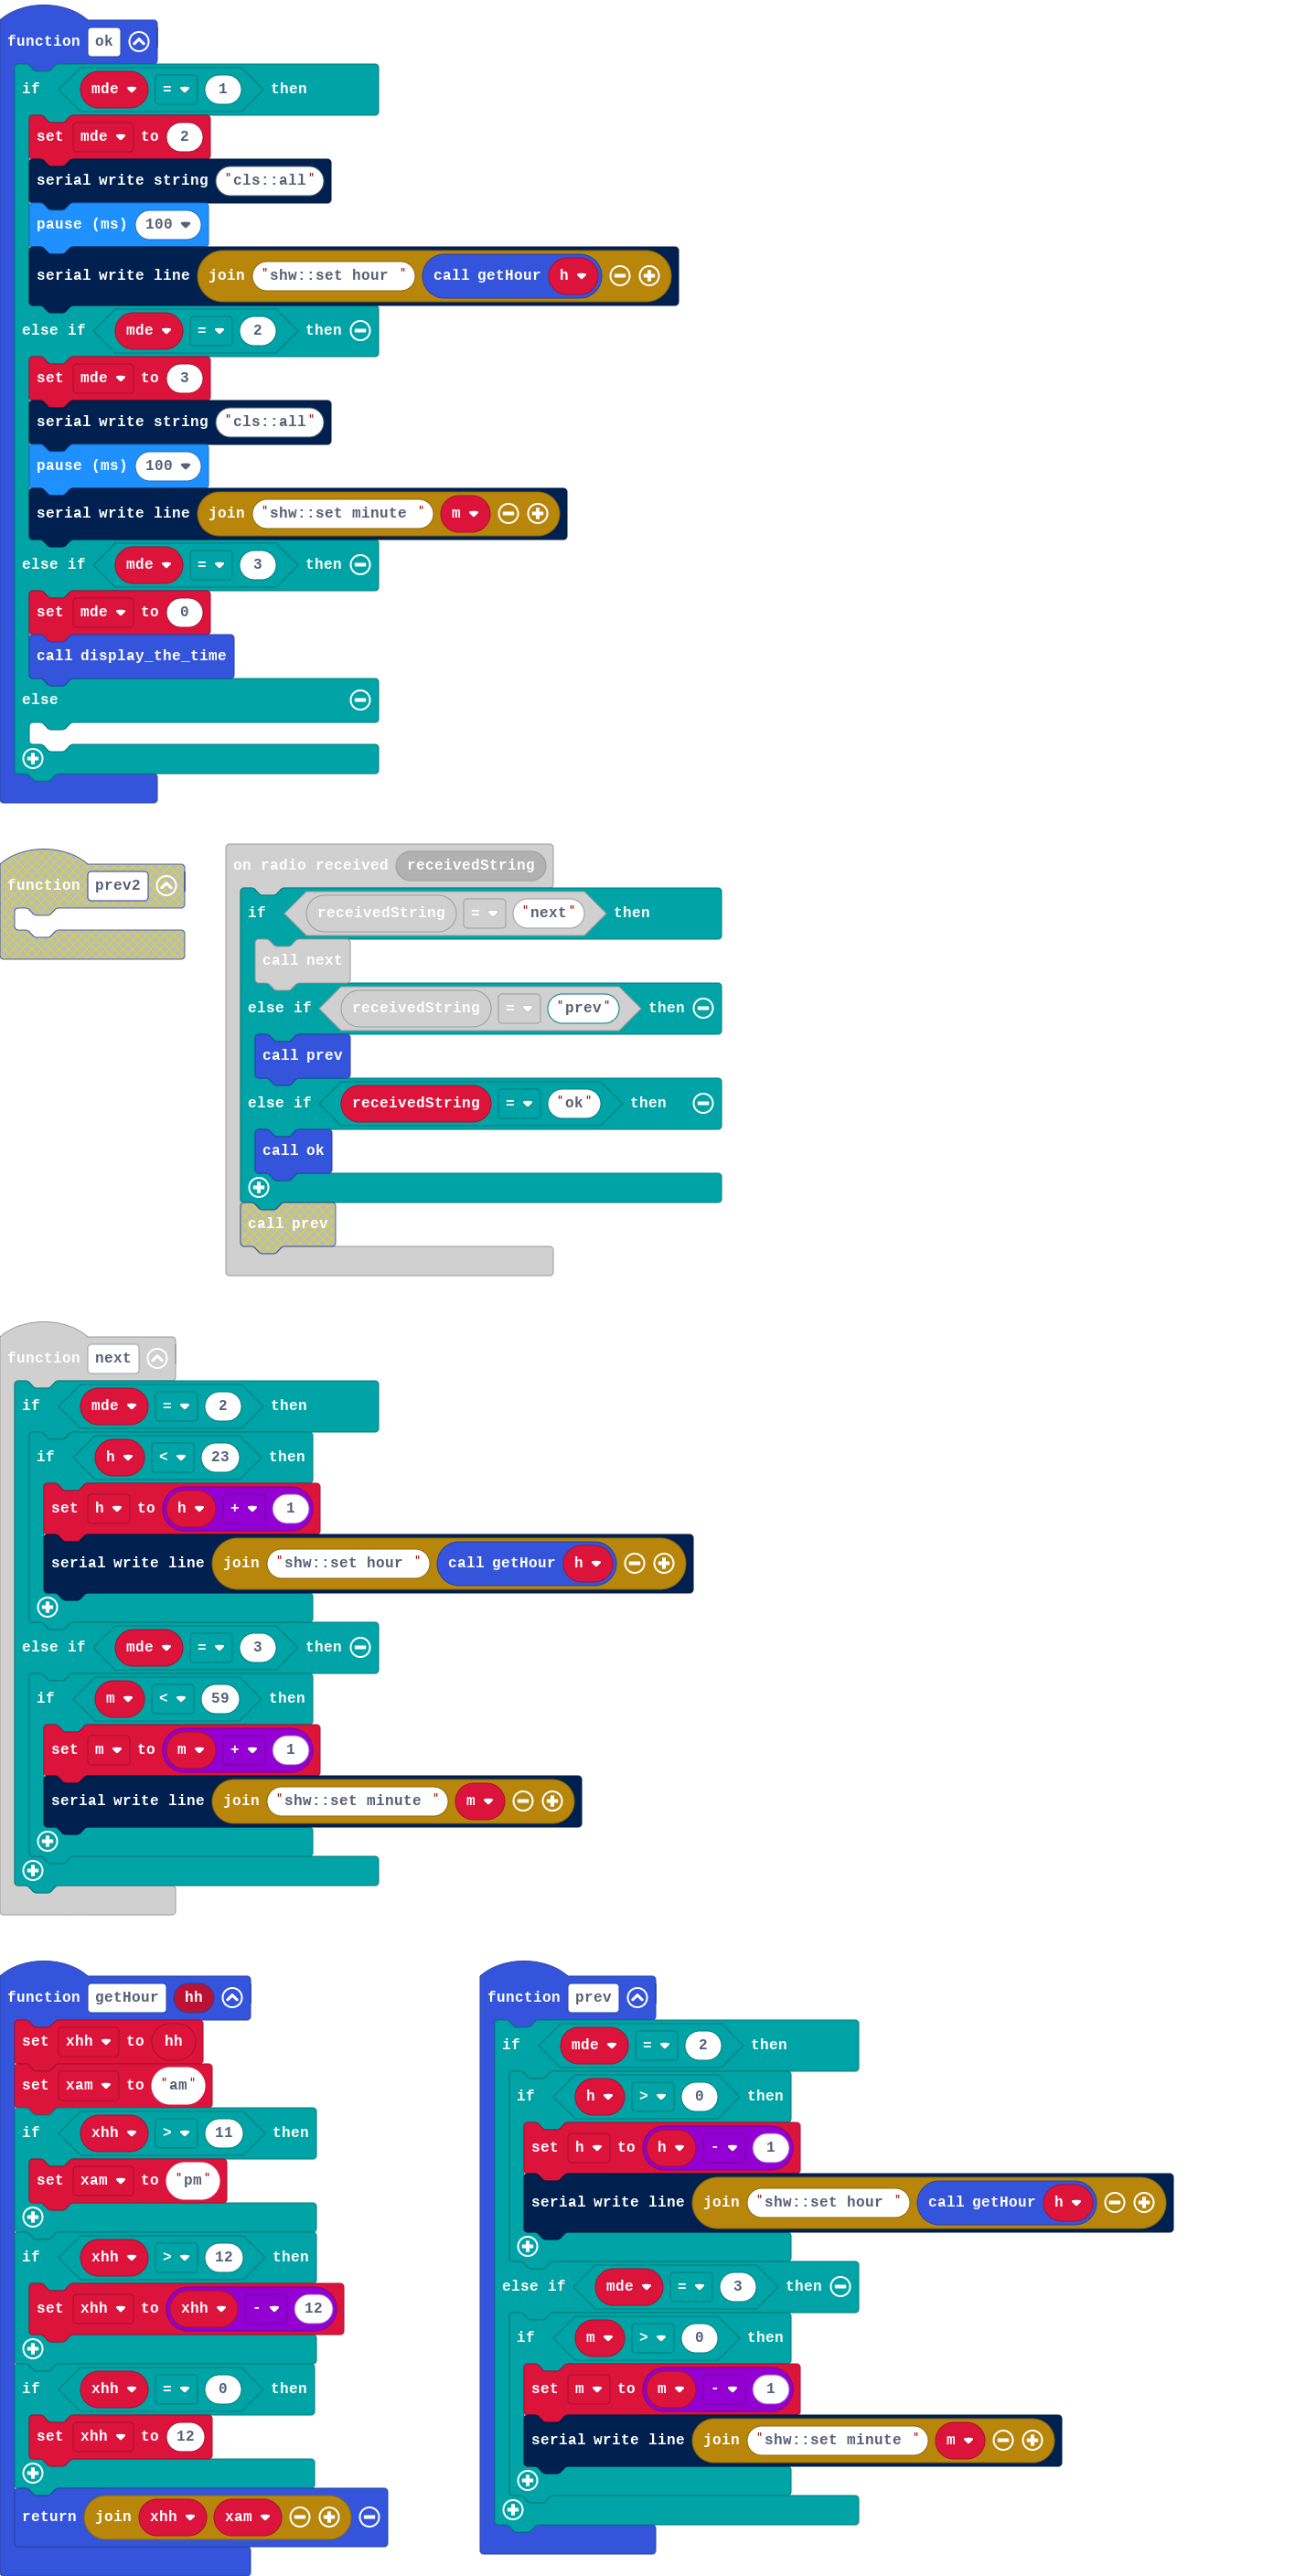 function ok
if mde = 1 then
set mde to 2
serial write string "cls::all"
pause (ms) 100
serial write line join "shw::set hour " call getHour h
else if mde = 2 then
set mde to 3
serial write string "cls::all"
pause (ms) 100
serial write line join "shw::set minute " m
else if mde = 3 then
set mde to 0
call display_the_time
else
function prev2
on radio received receivedString
if receivedString = "next" then
call next
else if receivedString = "prev" then
call prev
else if receivedString = "ok" then
call ok
call prev
function next
if mde = 2 then
if h < 23 then
set h to h + 1
serial write line join "shw::set hour " call getHour h
else if mde = 3 then
if m < 59 then
set m to m + 1
serial write line join "shw::set minute " m
function getHour hh
set xhh to hh
set xam to "am"
if xhh > 11 then
set xam to "pm"
if xhh > 12 then
set xhh to xhh - 12
if xhh = 0 then
set xhh to 12
return join xhh xam
function prev
if mde = 2 then
if h > 0 then
set h to h - 1
serial write line join "shw::set hour " call getHour h
else if mde = 3 then
if m > 0 then
set m to m - 1
serial write line join "shw::set minute " m